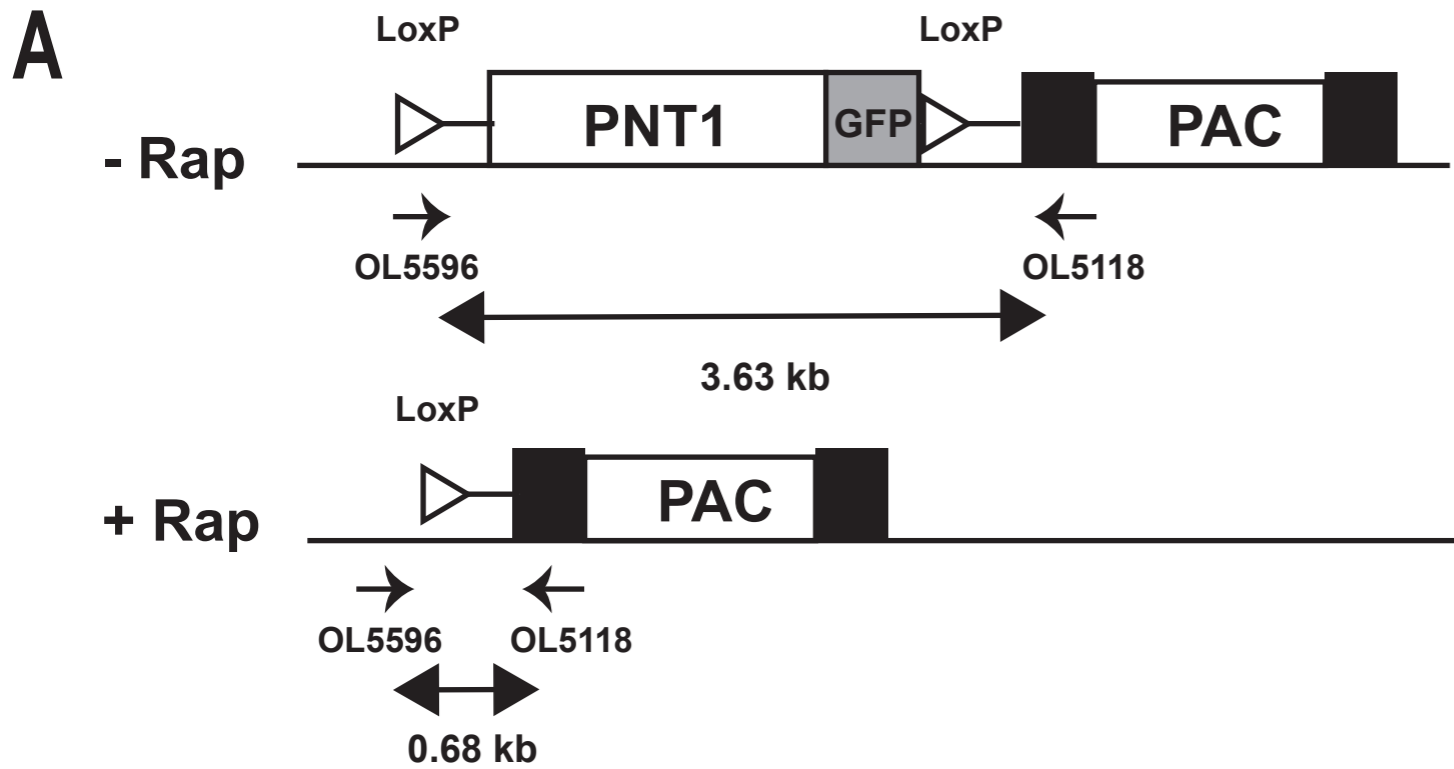 A
LoxP
LoxP
- Rap
PNT1
GFP
PAC
OL5596
OL5118
3.63 kb
LoxP
+ Rap
PAC
OL5596
OL5118
0.68 kb